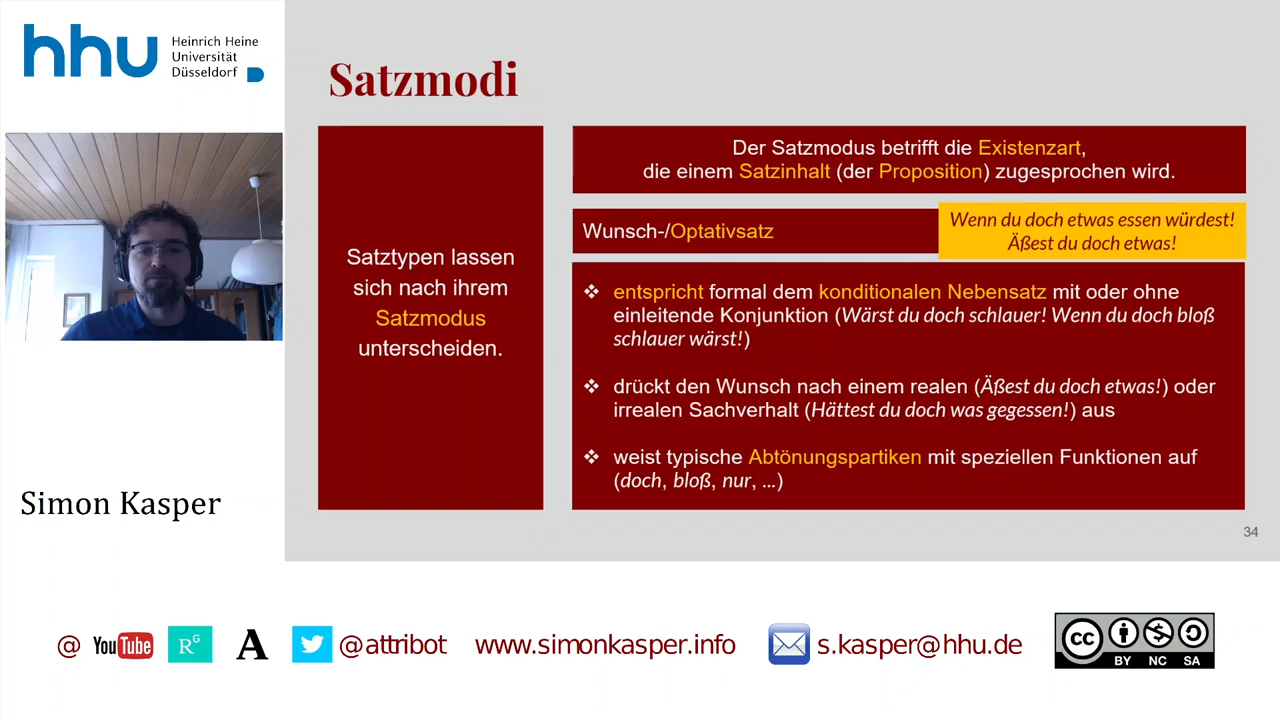 hhu
Heinrich Heine
Universität
Düsseldorf
Satzmodi
Satztypen lassen
sich nach ihrem
Satzmodus
unterscheiden.
Der Satzmodus betrifft die Existenzart,
die einem Satzinhalt (der Proposition) zugesprochen wird.
Wunsch-/Optativsatz
Wenn du doch etwas essen würdest!
Äßest du doch etwas!
❖ entspricht formal dem konditionalen Nebensatz mit oder ohne
einleitende Konjunktion (Wärst du doch schlauer! Wenn du doch bloß
schlauer wärst!)
❖ drückt den Wunsch nach einem realen (Äßest du doch etwas!) oder
irrealen Sachverhalt (Hättest du doch was gegessen!) aus
❖ weist typische Abtönungspartiken mit speziellen Funktionen auf
(doch, bloß, nur, ...)
34
Simon Kasper
@ YouTube RG A @attribot www.simonkasper.info s.kasper@hhu.de
cc BY NC SA